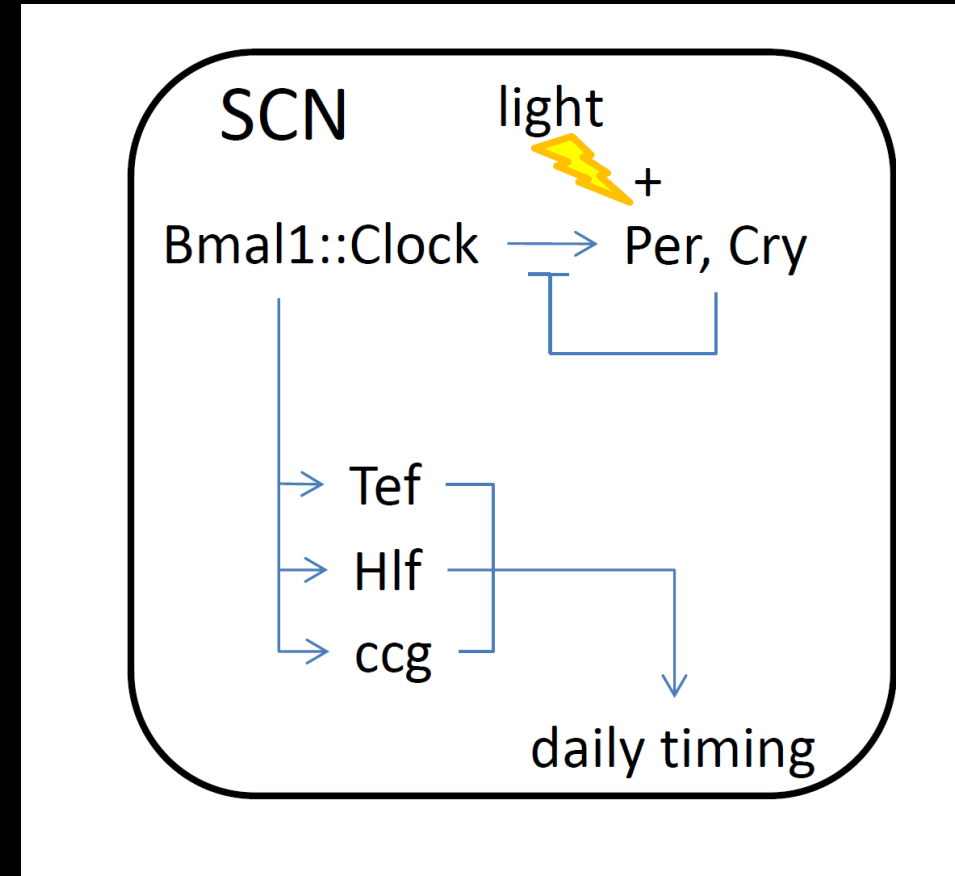 SCN
light
+
Bmal1::Clock
Per, Cry
Tef
Hlf
ccg
daily timing